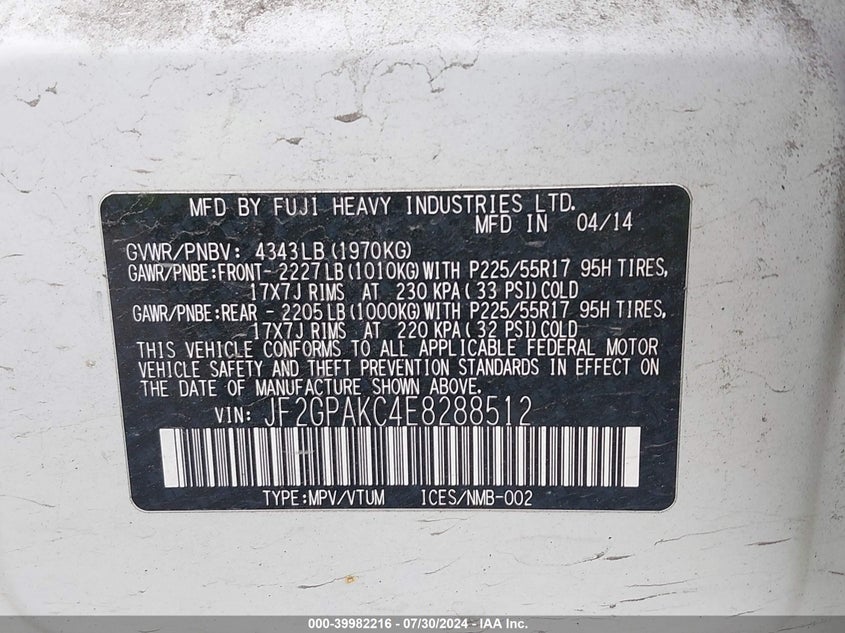 MFD BY FUJI HEAVY INDUSTRIES LTD.
MFD IN 04/14
GVWR/PNBV: 4343LB(1970KG)
GAWR/PNBE:FRONT- 2227LB(1010KG)WITH P225/55R17 95H TIRES,
17X7J RIMS AT 230 KPA( 33 PSI)COLD
GAWR/PNBE:REAR - 2205LB(1000KG)WITH P225/55R17 95H TIRES,
17X7J RIMS AT 220 KPA( 32 PSI)COLD
THIS VEHICLE CONFORMS TO ALL APPLICABLE FEDERAL MOTOR
VEHICLE SAFETY AND THEFT PREVENTION STANDARDS IN EFFECT ON
THE DATE OF MANUFACTURE SHOWN ABOVE.
VIN: JF2GPAKC4E8288512
TYPE:MPV/VTUM ICES/NMB-002
000-39982216 - 07/30/2024 - IAA Inc.